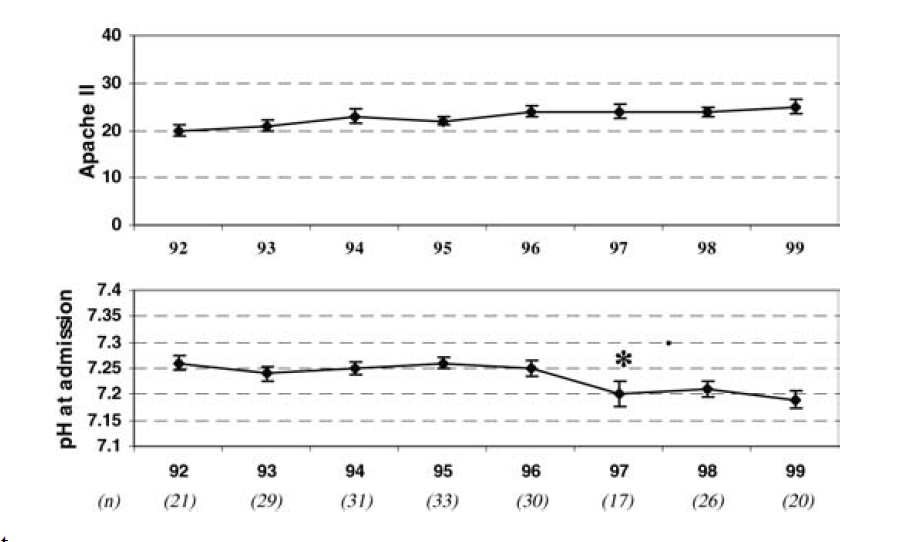 40
30
20
10
0
Apache II
92 93 94 95 96 97 98 99
7.4
7.35
7.3
7.25
7.2
7.15
7.1
pH at admission
*
92 93 94 95 96 97 98 99
(n) (21) (29) (31) (33) (30) (17) (26) (20)